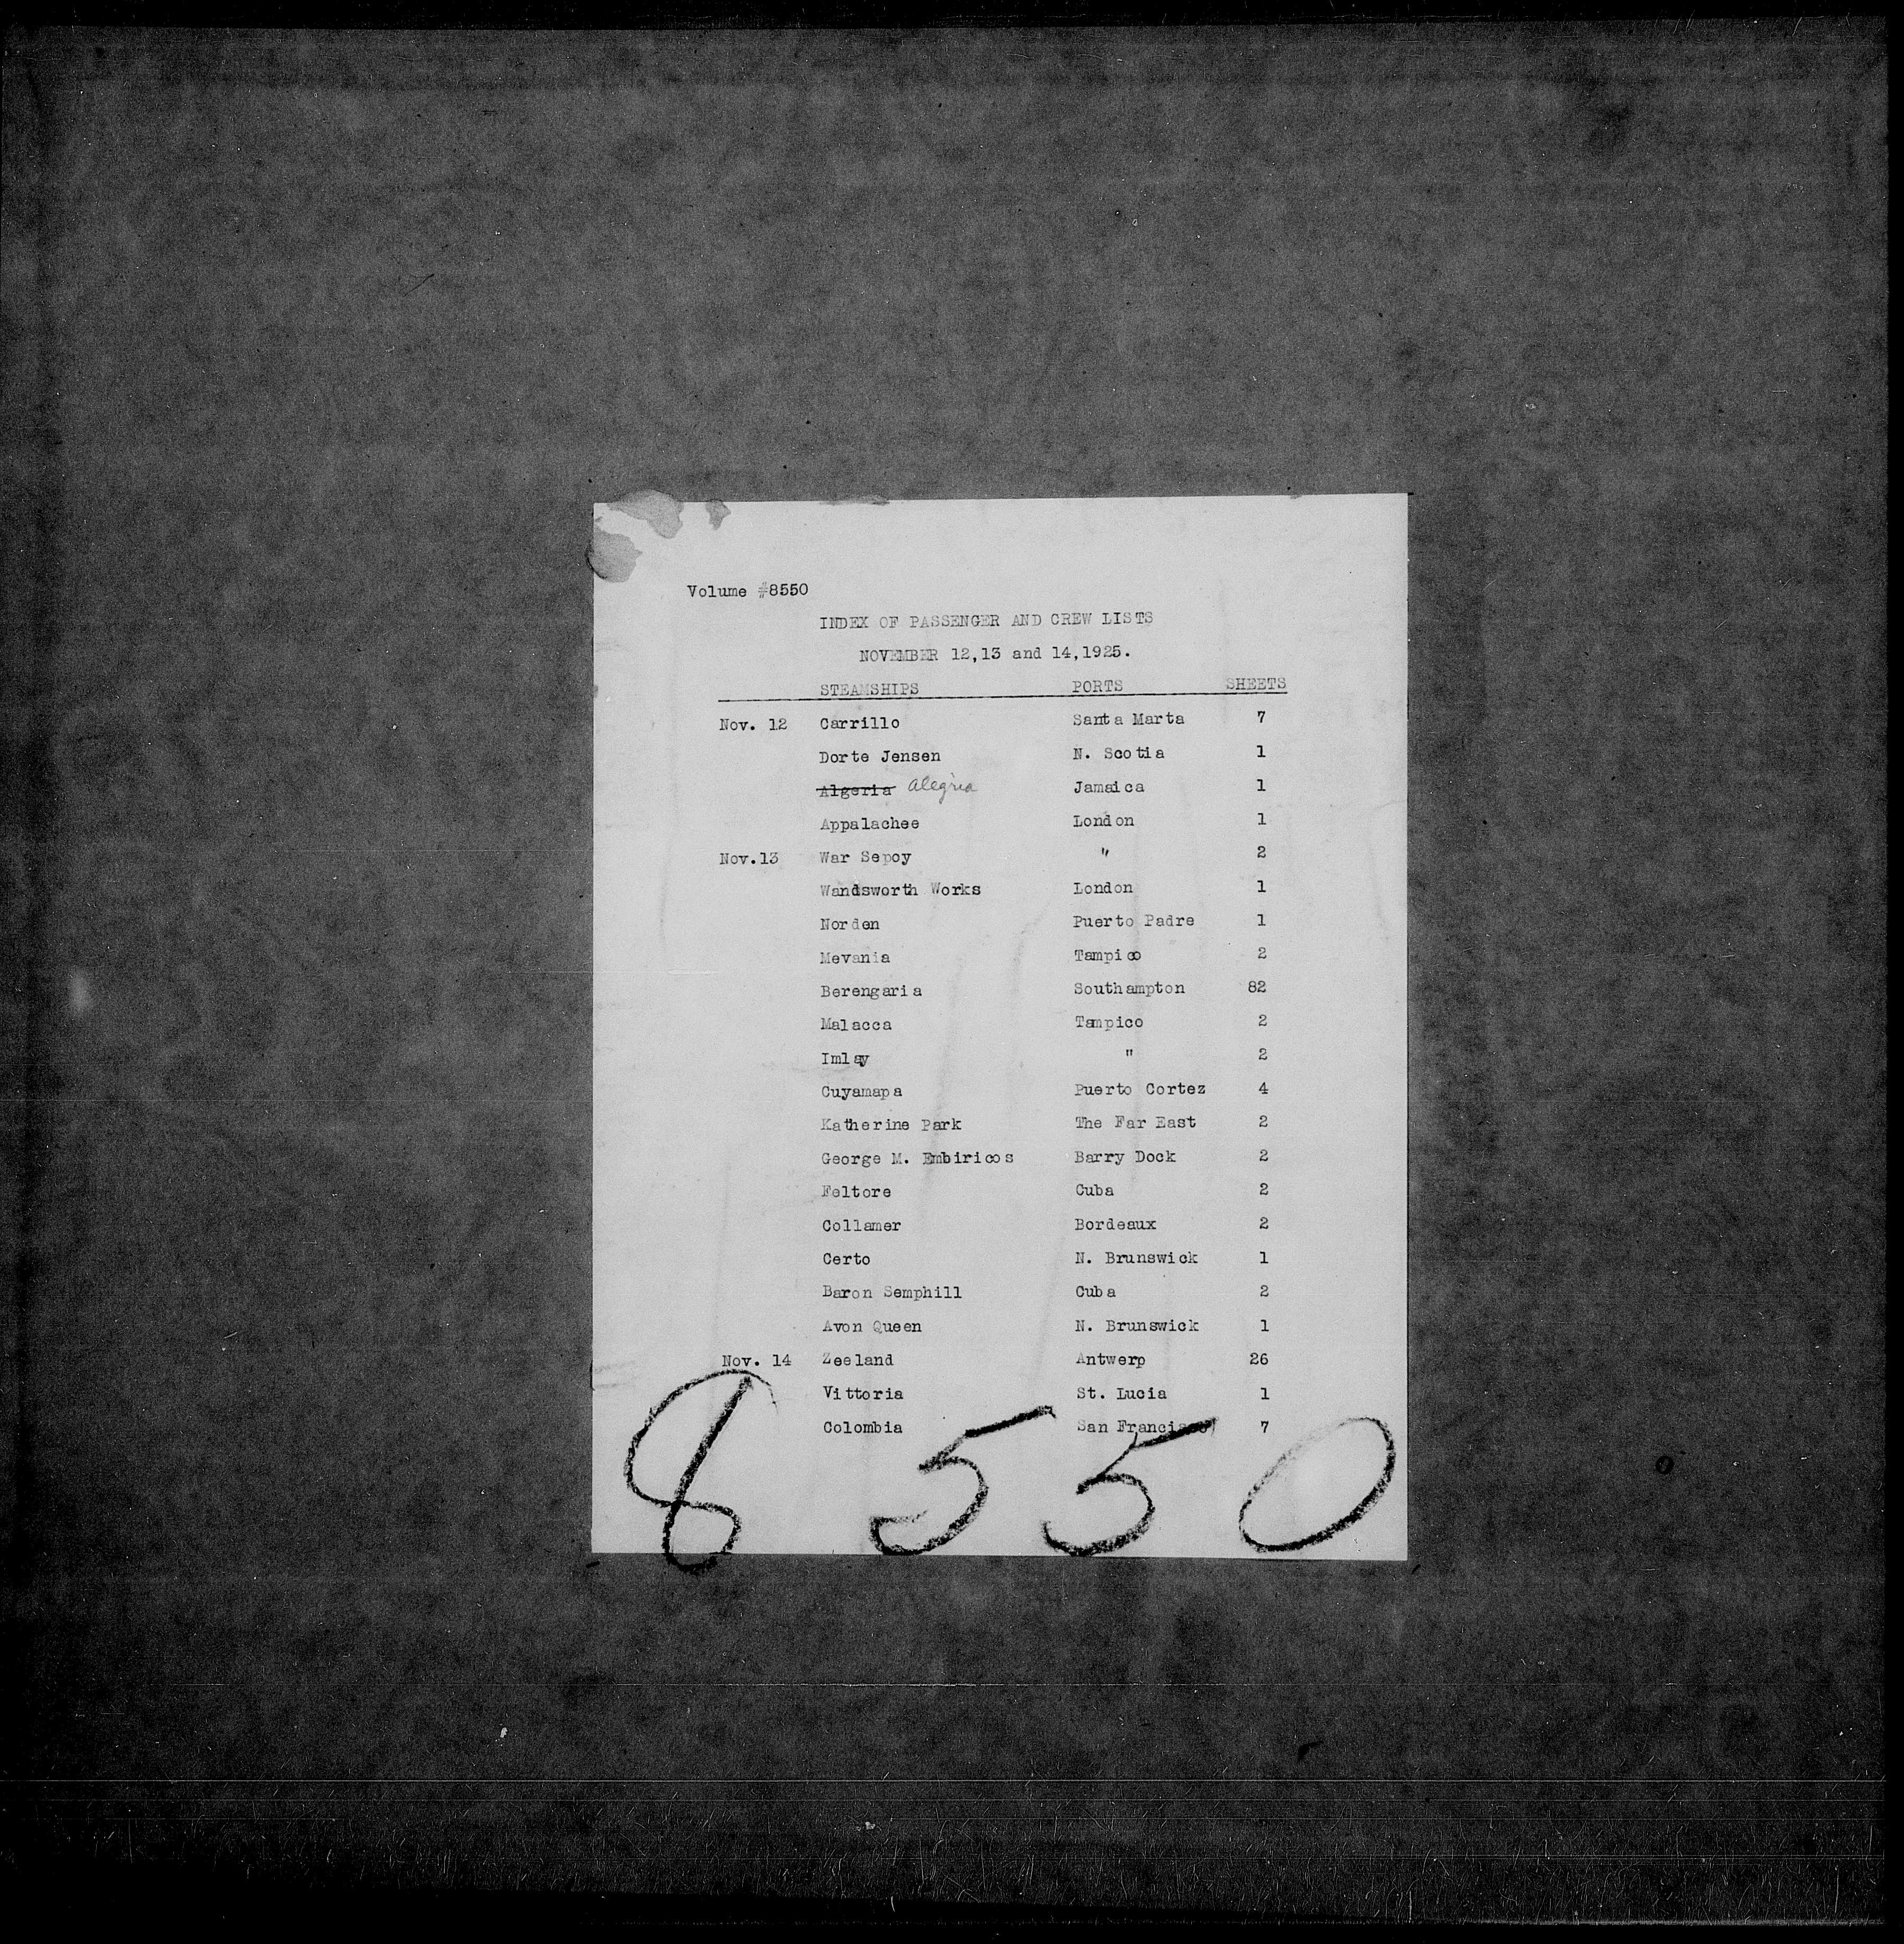 Volume #8550
INDEX OF PASSENGER AND CREW LISTS
NOVEMBER 12,13 and 14,1925.
STEAMSHIPS PORTS SHEETS
Nov. 12 Carrillo Santa Marta 7
Dorte Jensen N. Scotia 1
Algeria Alegria Jamaica 1
Appalachee London 1
Nov.13 War Sepoy " 2
Wandsworth Works London 1
Norden Puerto Padre 1
Mevania Tampico 2
Berengaria Southampton 82
Malacca Tampico 2
Imlay " 2
Cuyamapa Puerto Cortez 4
Katherine Park The Far East 2
George M. Embiricos Barry Dock 2
Feltore Cuba 2
Collamer Bordeaux 2
Certo N. Brunswick 1
Baron Semphill Cuba 2
Avon Queen N. Brunswick 1
Nov. 14 Zeeland Antwerp 26
Vittoria St. Lucia 1
Colombia San Francisco 7
8550